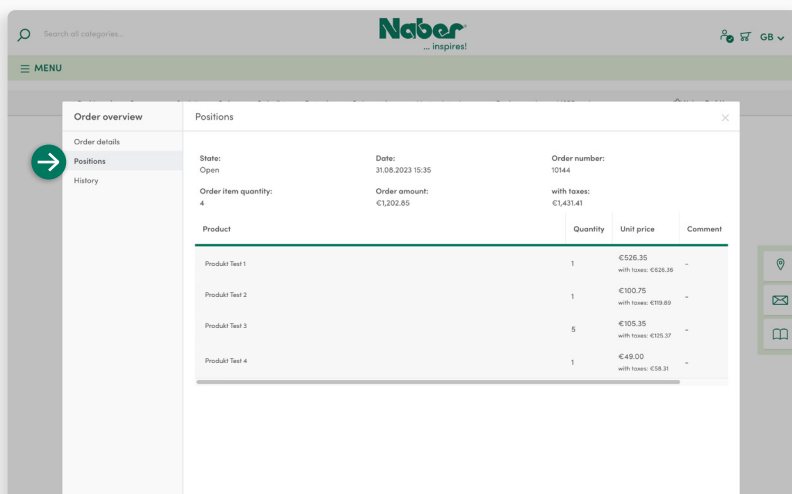 Search all categories...
Naber
... inspires!
GB
MENU
Order overview
Positions
Order details
Positions
History
State:
Date:
Order number:
Open
31.08.2023 15:35
10144
Order item quantity:
Order amount:
with taxes:
4
€1,202.85
€1,431.41
Product
Quantity
Unit price
Comment
Produkt Test 1
1
€526.35
with taxes: €626.36
-
Produkt Test 2
1
€100.75
with taxes: €119.89
-
Produkt Test 3
5
€105.35
with taxes: €125.37
-
Produkt Test 4
1
€49.00
with taxes: €58.31
-